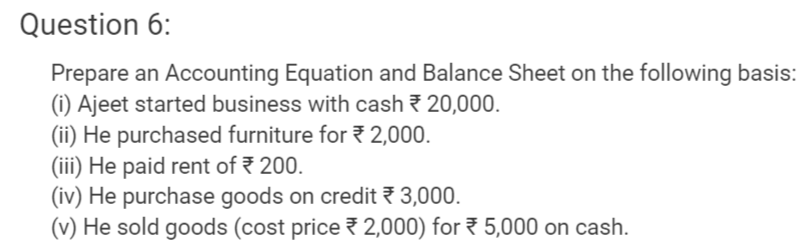 Question 6:
Prepare an Accounting Equation and Balance Sheet on the following basis:
(i) Ajeet started business with cash ₹ 20,000.
(ii) He purchased furniture for ₹ 2,000.
(iii) He paid rent of ₹ 200.
(iv) He purchase goods on credit ₹ 3,000.
(v) He sold goods (cost price ₹ 2,000) for ₹ 5,000 on cash.